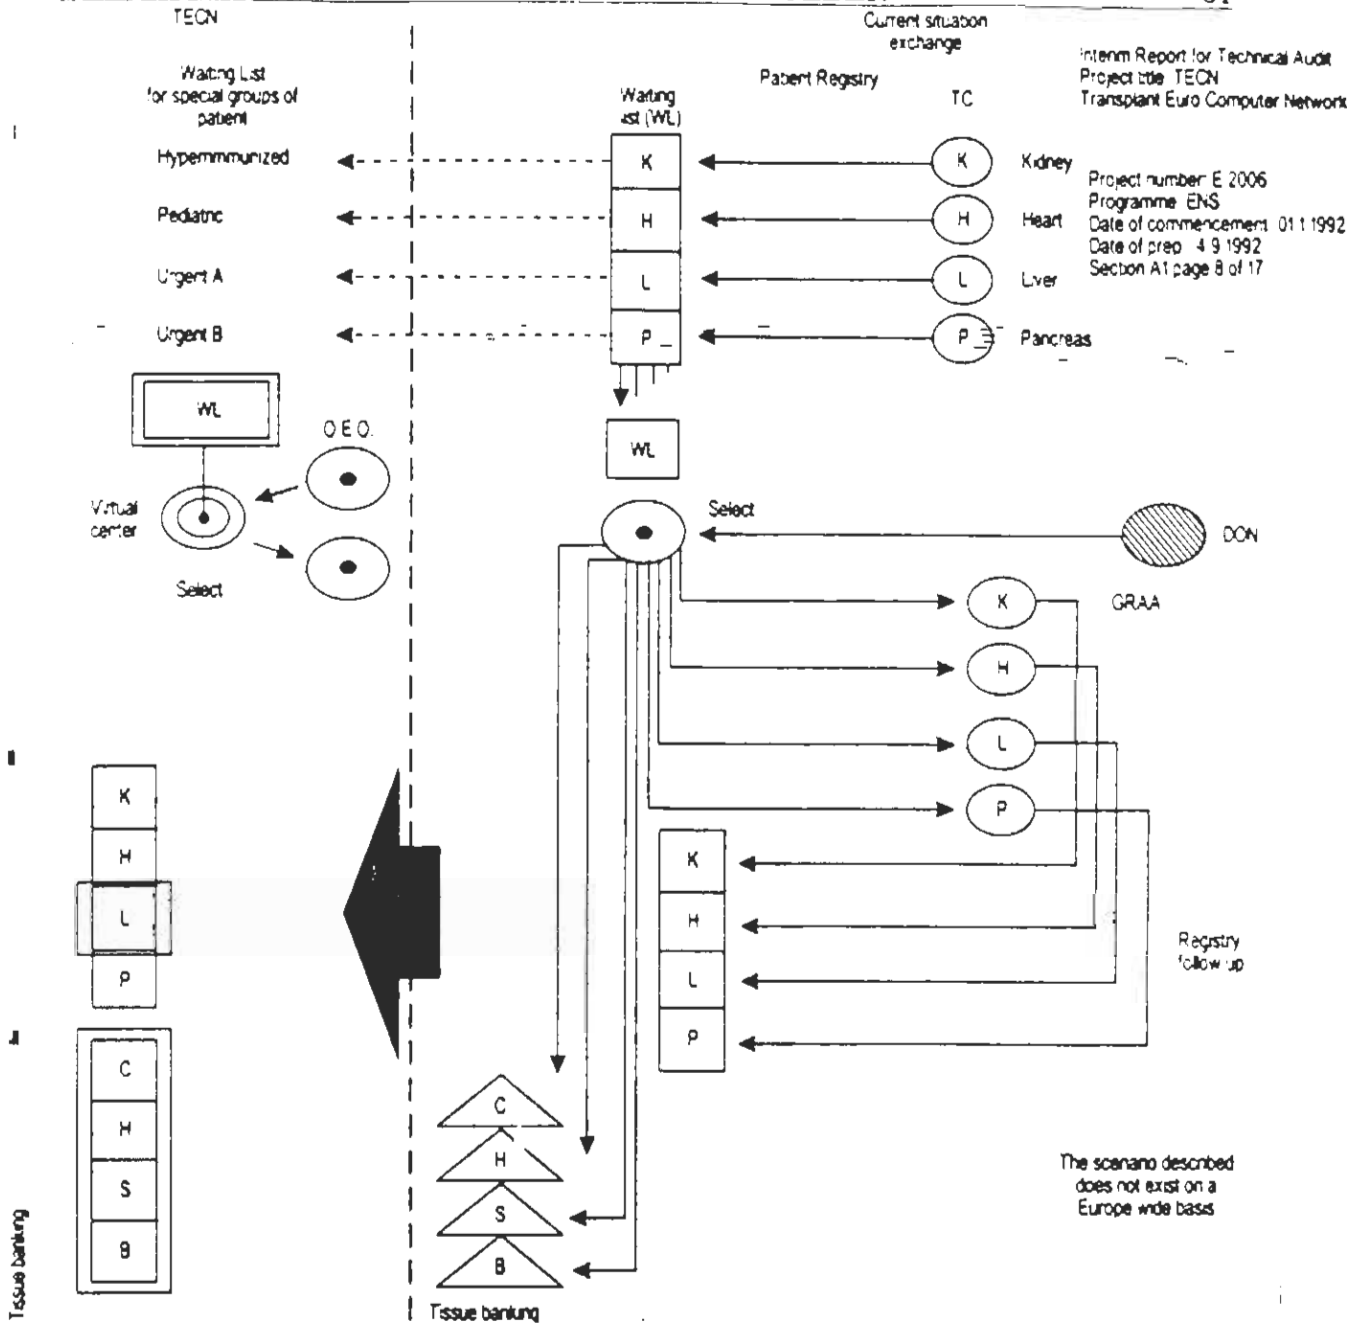 TECN
Current situation
exchange
Waiting List
for special groups of
patient
Waiting
list (WL)
Patient Registry
TC
Interim Report for Technical Audit
Project title TECN
Transplant Euro Computer Network
Hyperimmunized
K
K
Kidney
Project number E 2006
Programme ENS
Date of commencement 01 1 1992
Date of prep 4 9 1992
Section A1 page 8 of 17
Pediatric
H
H
Heart
Urgent A
L
L
Liver
Urgent B
P
P
Pancreas
WL
O E O.
WL
Virtual
center
Select
Select
DON
K
GRAA
H
L
P
K
H
L
P
K
H
L
P
Registry
follow up
C
H
S
B
Tissue banking
C
H
S
B
Tissue banking
The scenario described
does not exist on a
Europe wide basis